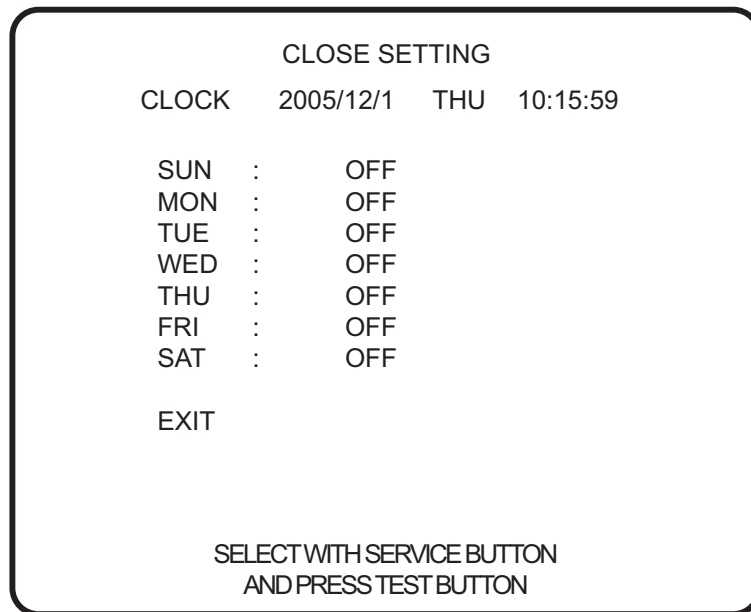 CLOSE SETTING
CLOCK 2005/12/1 THU 10:15:59
SUN : OFF
MON : OFF
TUE : OFF
WED : OFF
THU : OFF
FRI : OFF
SAT : OFF
EXIT
SELECT WITH SERVICE BUTTON
AND PRESS TEST BUTTON